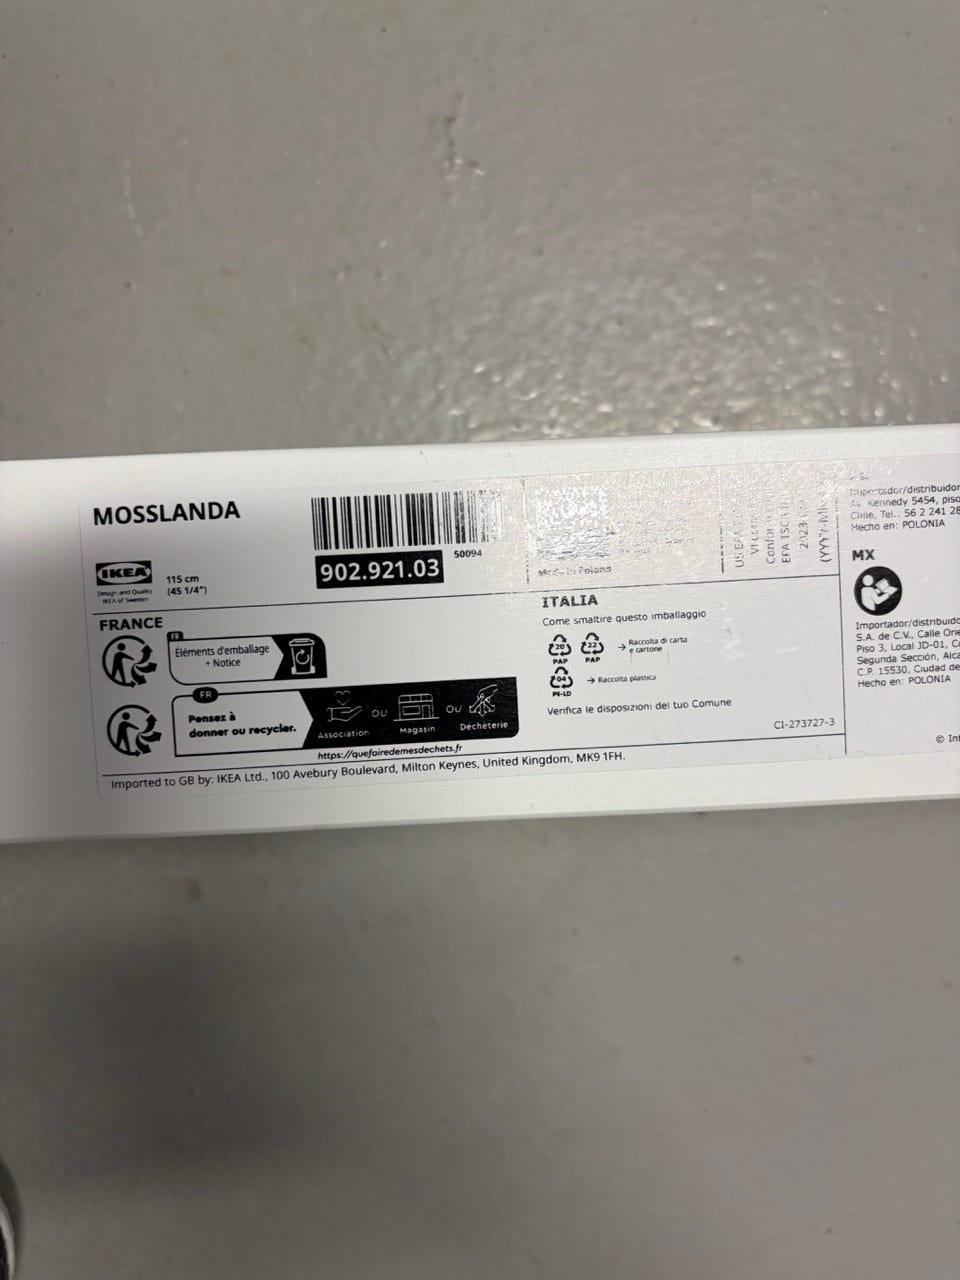 MOSSLANDA
IKEA
Design and Quality
IKEA of Sweden
115 cm
(45 1/4")
50094
902.921.03
Made in Poland
US EPA
EPA TSCA
2023
FRANCE
FR
Éléments d'emballage
+ Notice
FR
Pensez à
donner ou recycler.
Association
OU
Magasin
OU
Déchèterie
https://quefairedemesdechets.fr
ITALIA
Come smaltire questo imballaggio
20
PAP
22
PAP
→ Raccolta di carta
e cartone
04
PE-LD
→ Raccolta plastica
Verifica le disposizioni del tuo Comune
CI-273727-3
Imported to GB by: IKEA Ltd., 100 Avebury Boulevard, Milton Keynes, United Kingdom, MK9 1FH.
Importador/distribuidor
Av. Kennedy 5454, piso
Chile, Tel.. 56 2 241 28
Hecho en: POLONIA
MX
Importador/distribuido
S.A. de C.V., Calle Orie
Piso 3, Local JD-01, C
Segunda Sección, Alca
C.P. 15530, Ciudad de
Hecho en: POLONIA
© Int